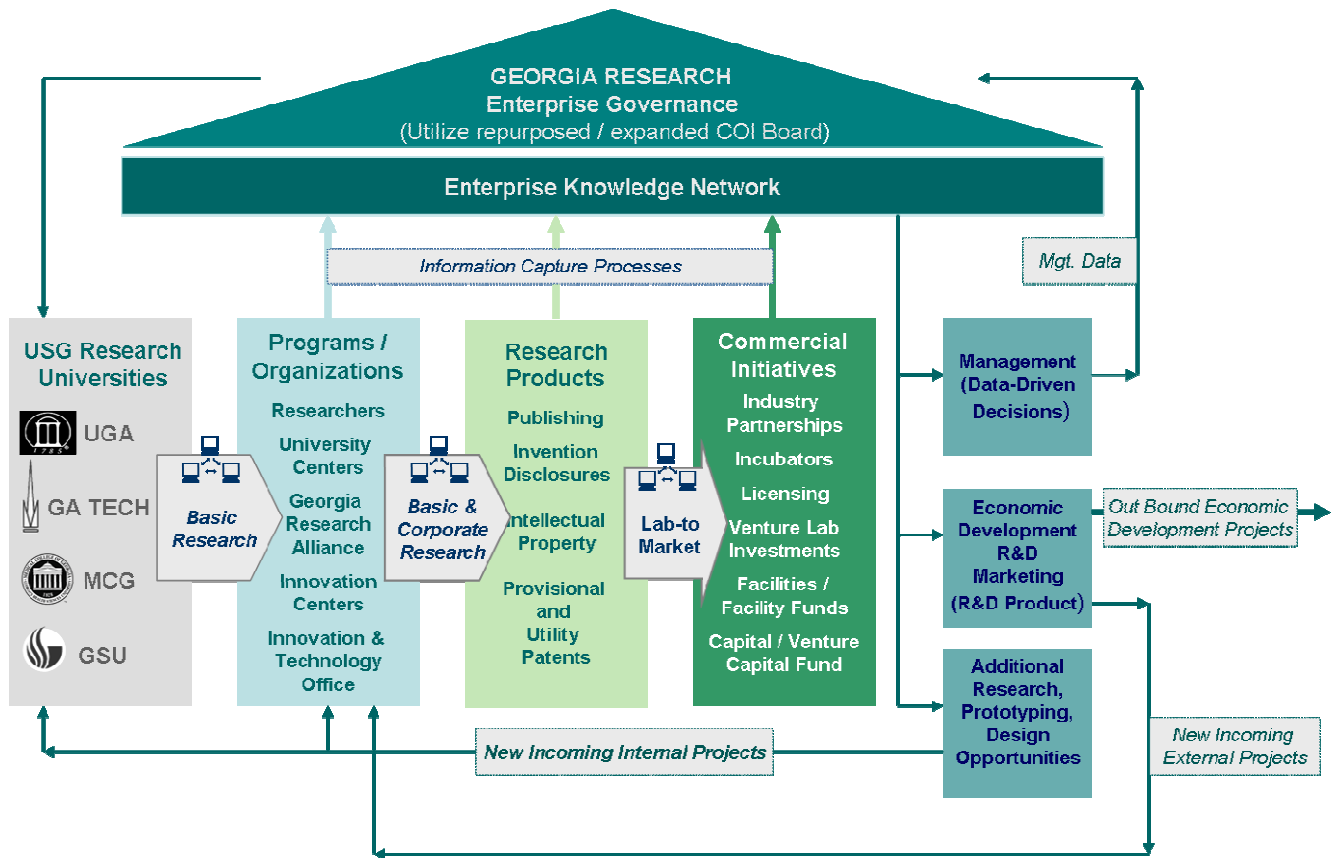 GEORGIA RESEARCH
Enterprise Governance
(Utilize repurposed / expanded COI Board)
Enterprise Knowledge Network
Information Capture Processes
Mgt. Data
USG Research
Universities
1785
UGA
GA TECH
MCG
GSU
Basic
Research
Programs /
Organizations
Researchers
University
Centers
Georgia
Research
Alliance
Innovation
Centers
Innovation &
Technology
Office
Basic &
Corporate
Research
Research
Products
Publishing
Invention
Disclosures
Intellectual
Property
Provisional
and
Utility
Patents
Lab-to
Market
Commercial
Initiatives
Industry
Partnerships
Incubators
Licensing
Venture Lab
Investments
Facilities /
Facility Funds
Capital / Venture
Capital Fund
Management
(Data-Driven
Decisions)
Economic
Development
R&D
Marketing
(R&D Product)
Out Bound Economic
Development Projects
Additional
Research,
Prototyping,
Design
Opportunities
New Incoming Internal Projects
New Incoming
External Projects